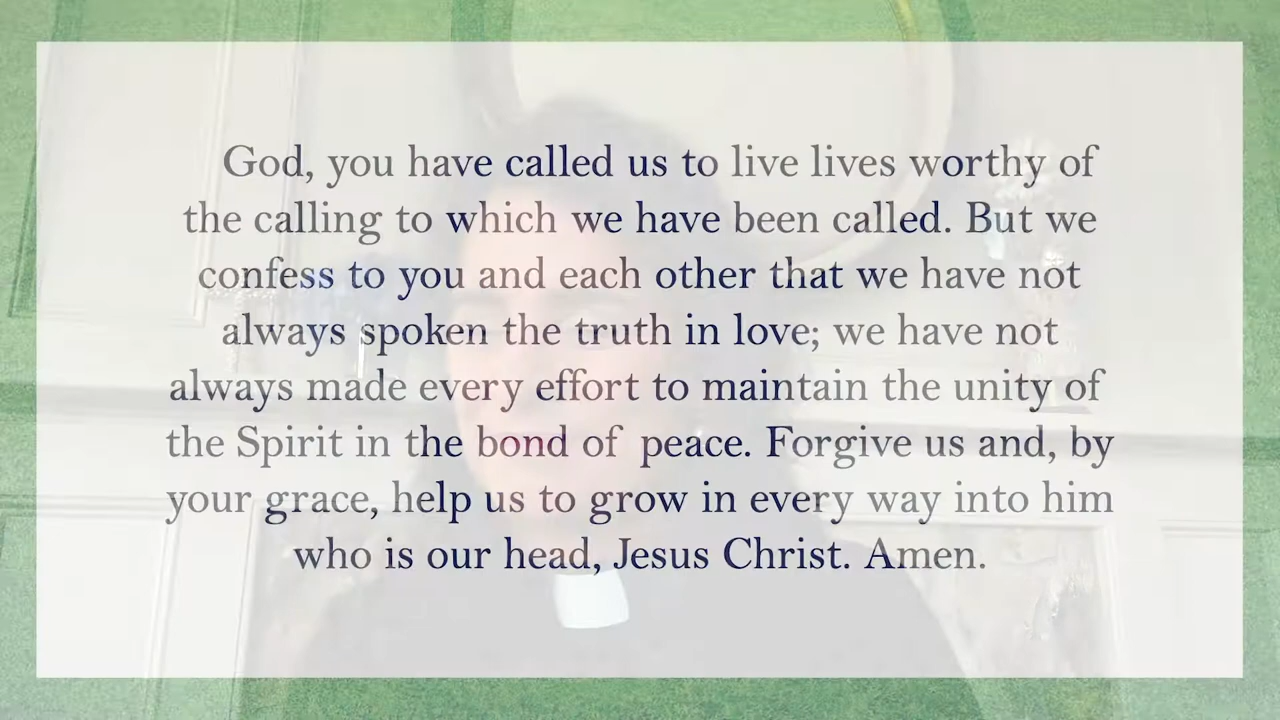 God, you have called us to live lives worthy of
the calling to which we have been called. But we
confess to you and each other that we have not
always spoken the truth in love; we have not
always made every effort to maintain the unity of
the Spirit in the bond of peace. Forgive us and, by
your grace, help us to grow in every way into him
who is our head, Jesus Christ. Amen.